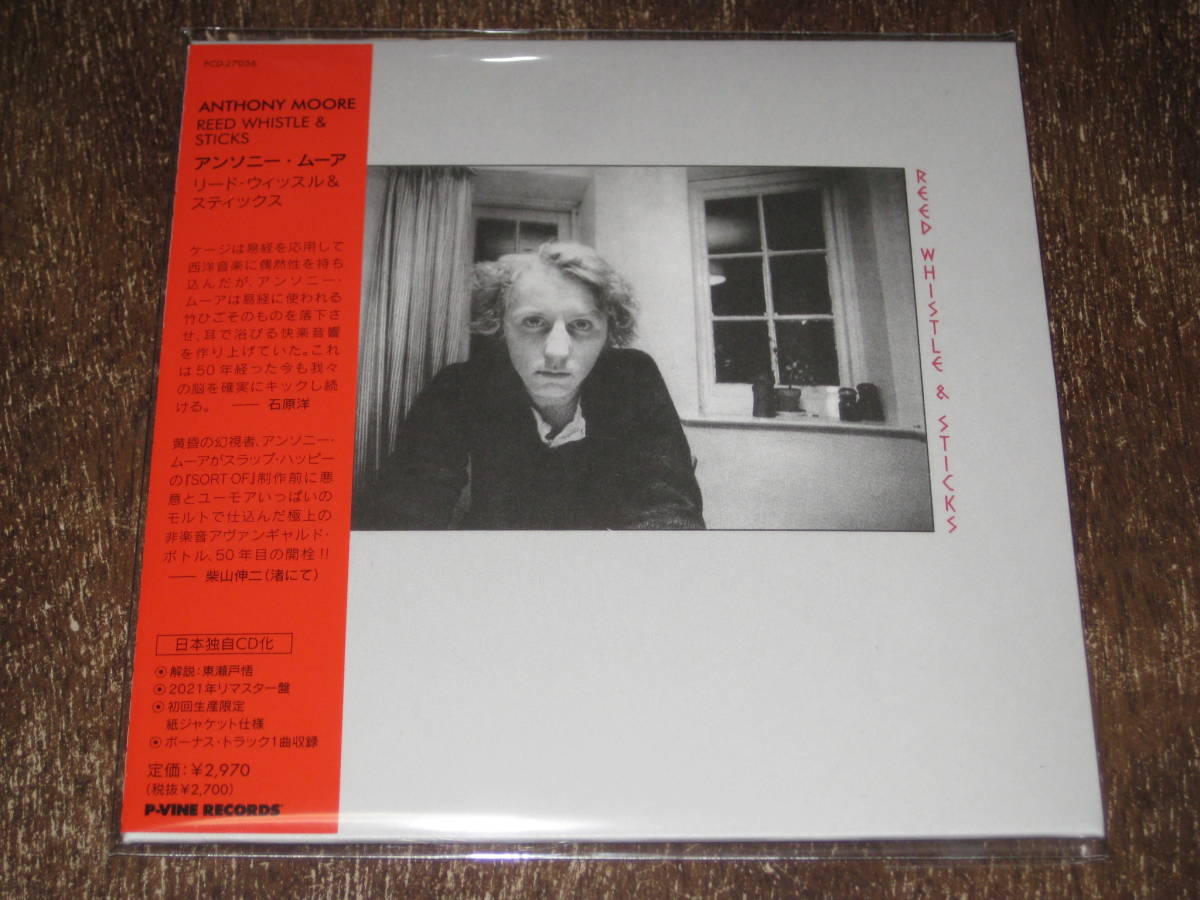 PCD-27056
ANTHONY MOORE
REED WHISTLE &
STICKS
アンソニー・ムーア
リード・ウィッスル&
スティックス
ケージは易経を応用して
西洋音楽に偶然性を持ち
込んだが、アンソニー・
ムーアは易経に使われる
竹ひごそのものを落下さ
せ、耳で浴びる快楽音響
を作り上げていた。これ
は50年経った今も我々
の脳を確実にキックし続
ける。 ── 石原洋
黄昏の幻視者、アンソニー・
ムーアがスラップ・ハッピー
の『SORT OF』制作前に悪
意とユーモアいっぱいの
モルトで仕込んだ極上の
非楽音アヴァンギャルド・
ボトル、50年目の開栓!!
── 柴山伸二(渚にて)
日本独自CD化
⦿ 解説:東瀬戸悟
⦿ 2021年リマスター盤
⦿ 初回生産限定
紙ジャケット仕様
⦿ ボーナス・トラック1曲収録
定価:¥2,970
(税抜¥2,700)
P-VINE RECORDS
REED WHISTLE & STICKS